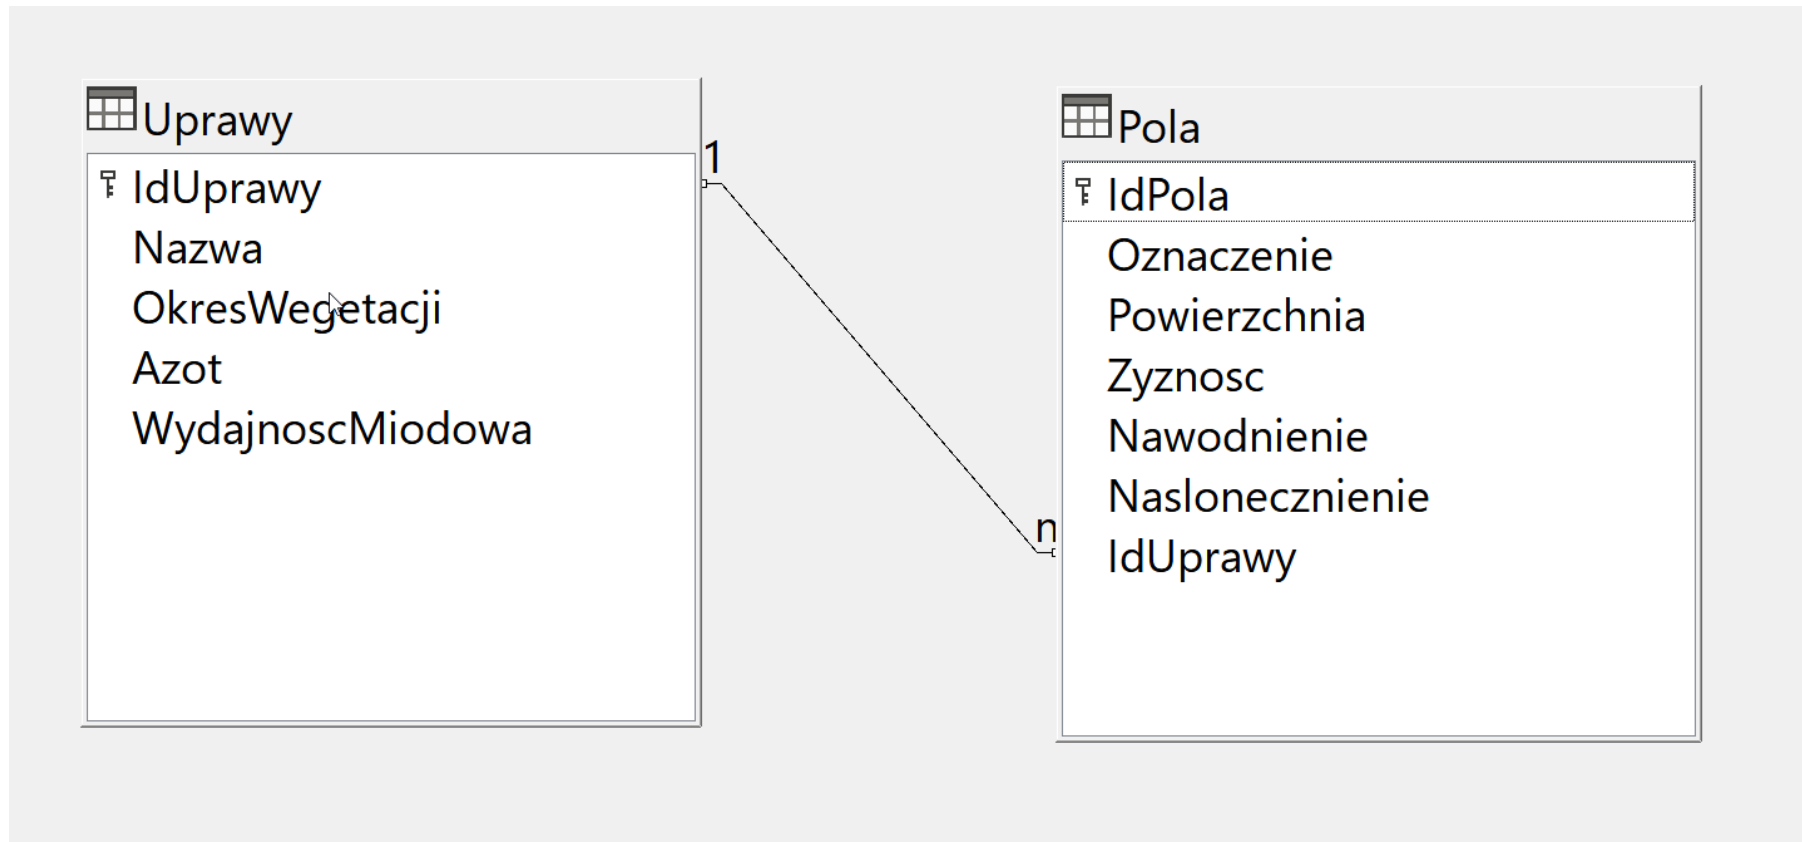 Uprawy
IdUprawy
Nazwa
OkresWegetacji
Azot
WydajnoscMiodowa
1
n
Pola
IdPola
Oznaczenie
Powierzchnia
Zyznosc
Nawodnienie
Naslonecznienie
IdUprawy